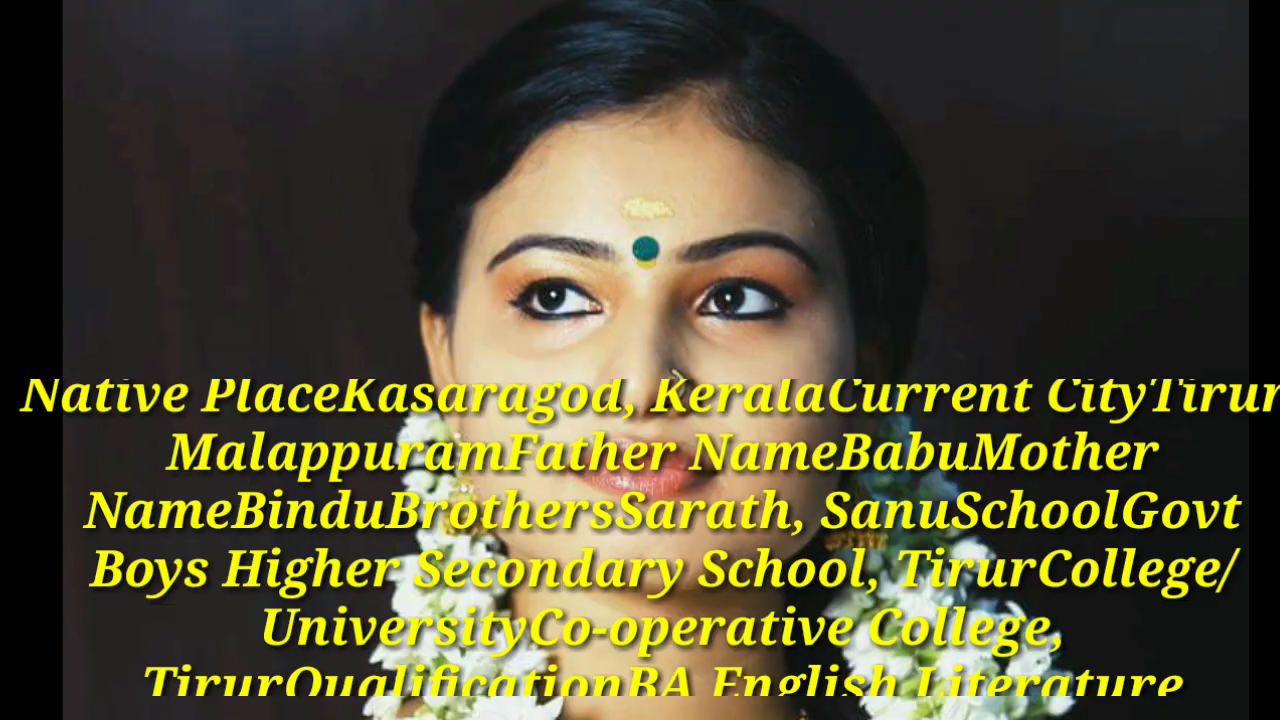 Native PlaceKasaragod, KeralaCurrent CityTirur
MalappuramFather NameBabuMother
NameBinduBrothersSarath, SanuSchoolGovt
Boys Higher Secondary School, TirurCollege/
UniversityCo-operative College,
TirurQualificationBA English Literature